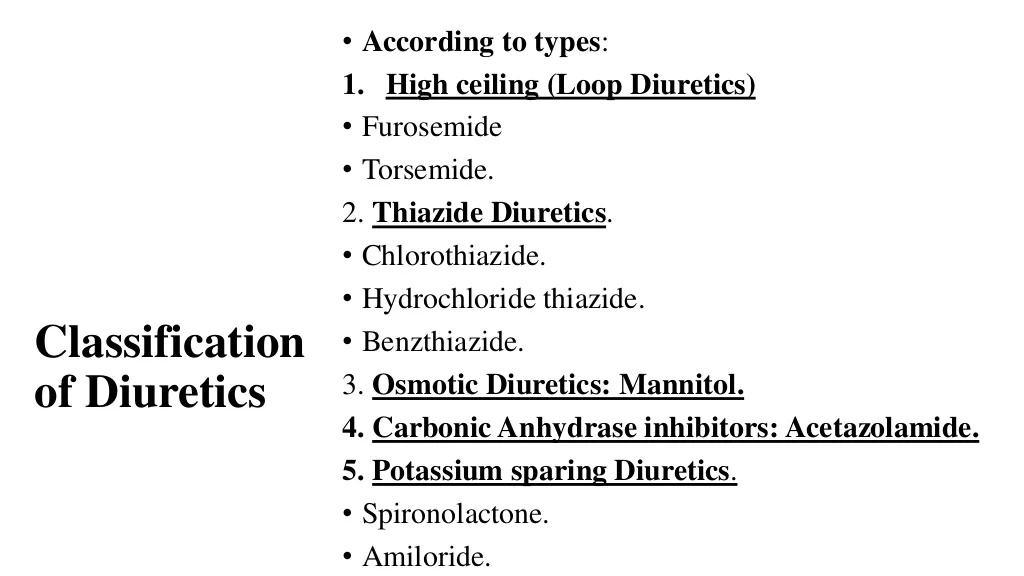 Classification
of Diuretics
• According to types:
1. High ceiling (Loop Diuretics)
• Furosemide
• Torsemide.
2. Thiazide Diuretics.
• Chlorothiazide.
• Hydrochloride thiazide.
• Benzthiazide.
3. Osmotic Diuretics: Mannitol.
4. Carbonic Anhydrase inhibitors: Acetazolamide.
5. Potassium sparing Diuretics.
• Spironolactone.
• Amiloride.